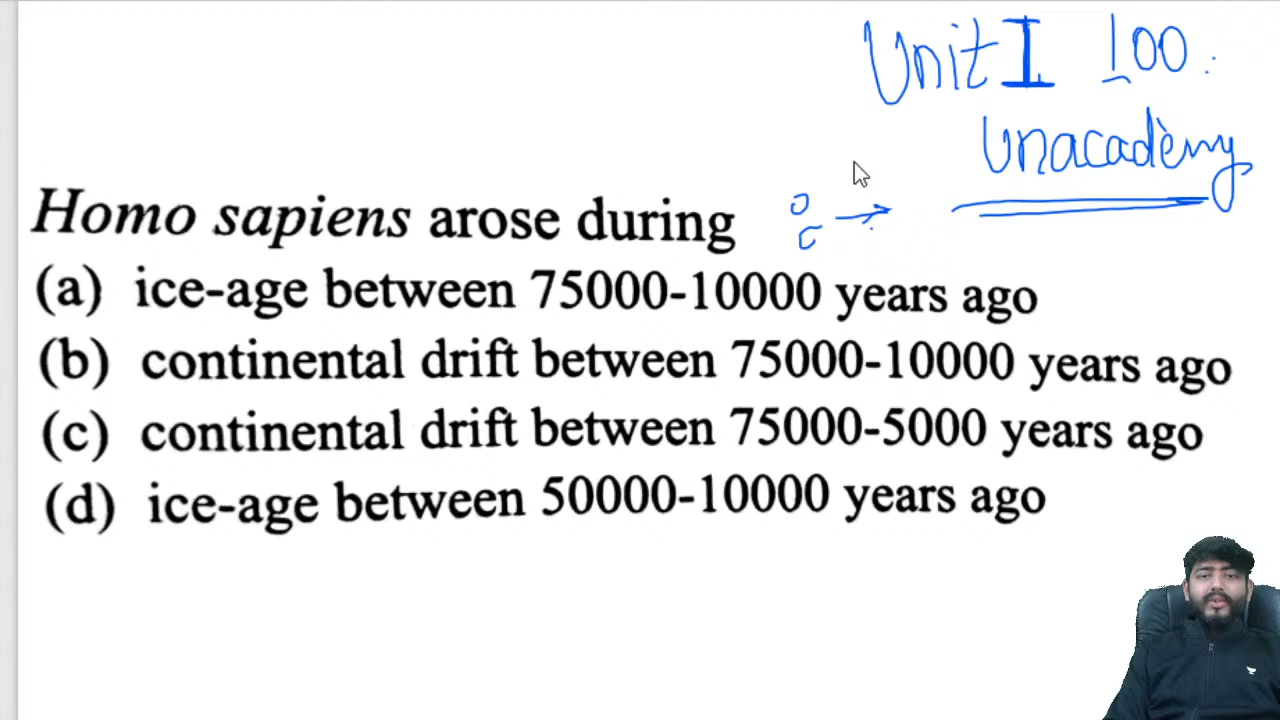 Unit I 100
Unacademy
Homo sapiens arose during
(a) ice-age between 75000-10000 years ago
(b) continental drift between 75000-10000 years ago
(c) continental drift between 75000-5000 years ago
(d) ice-age between 50000-10000 years ago